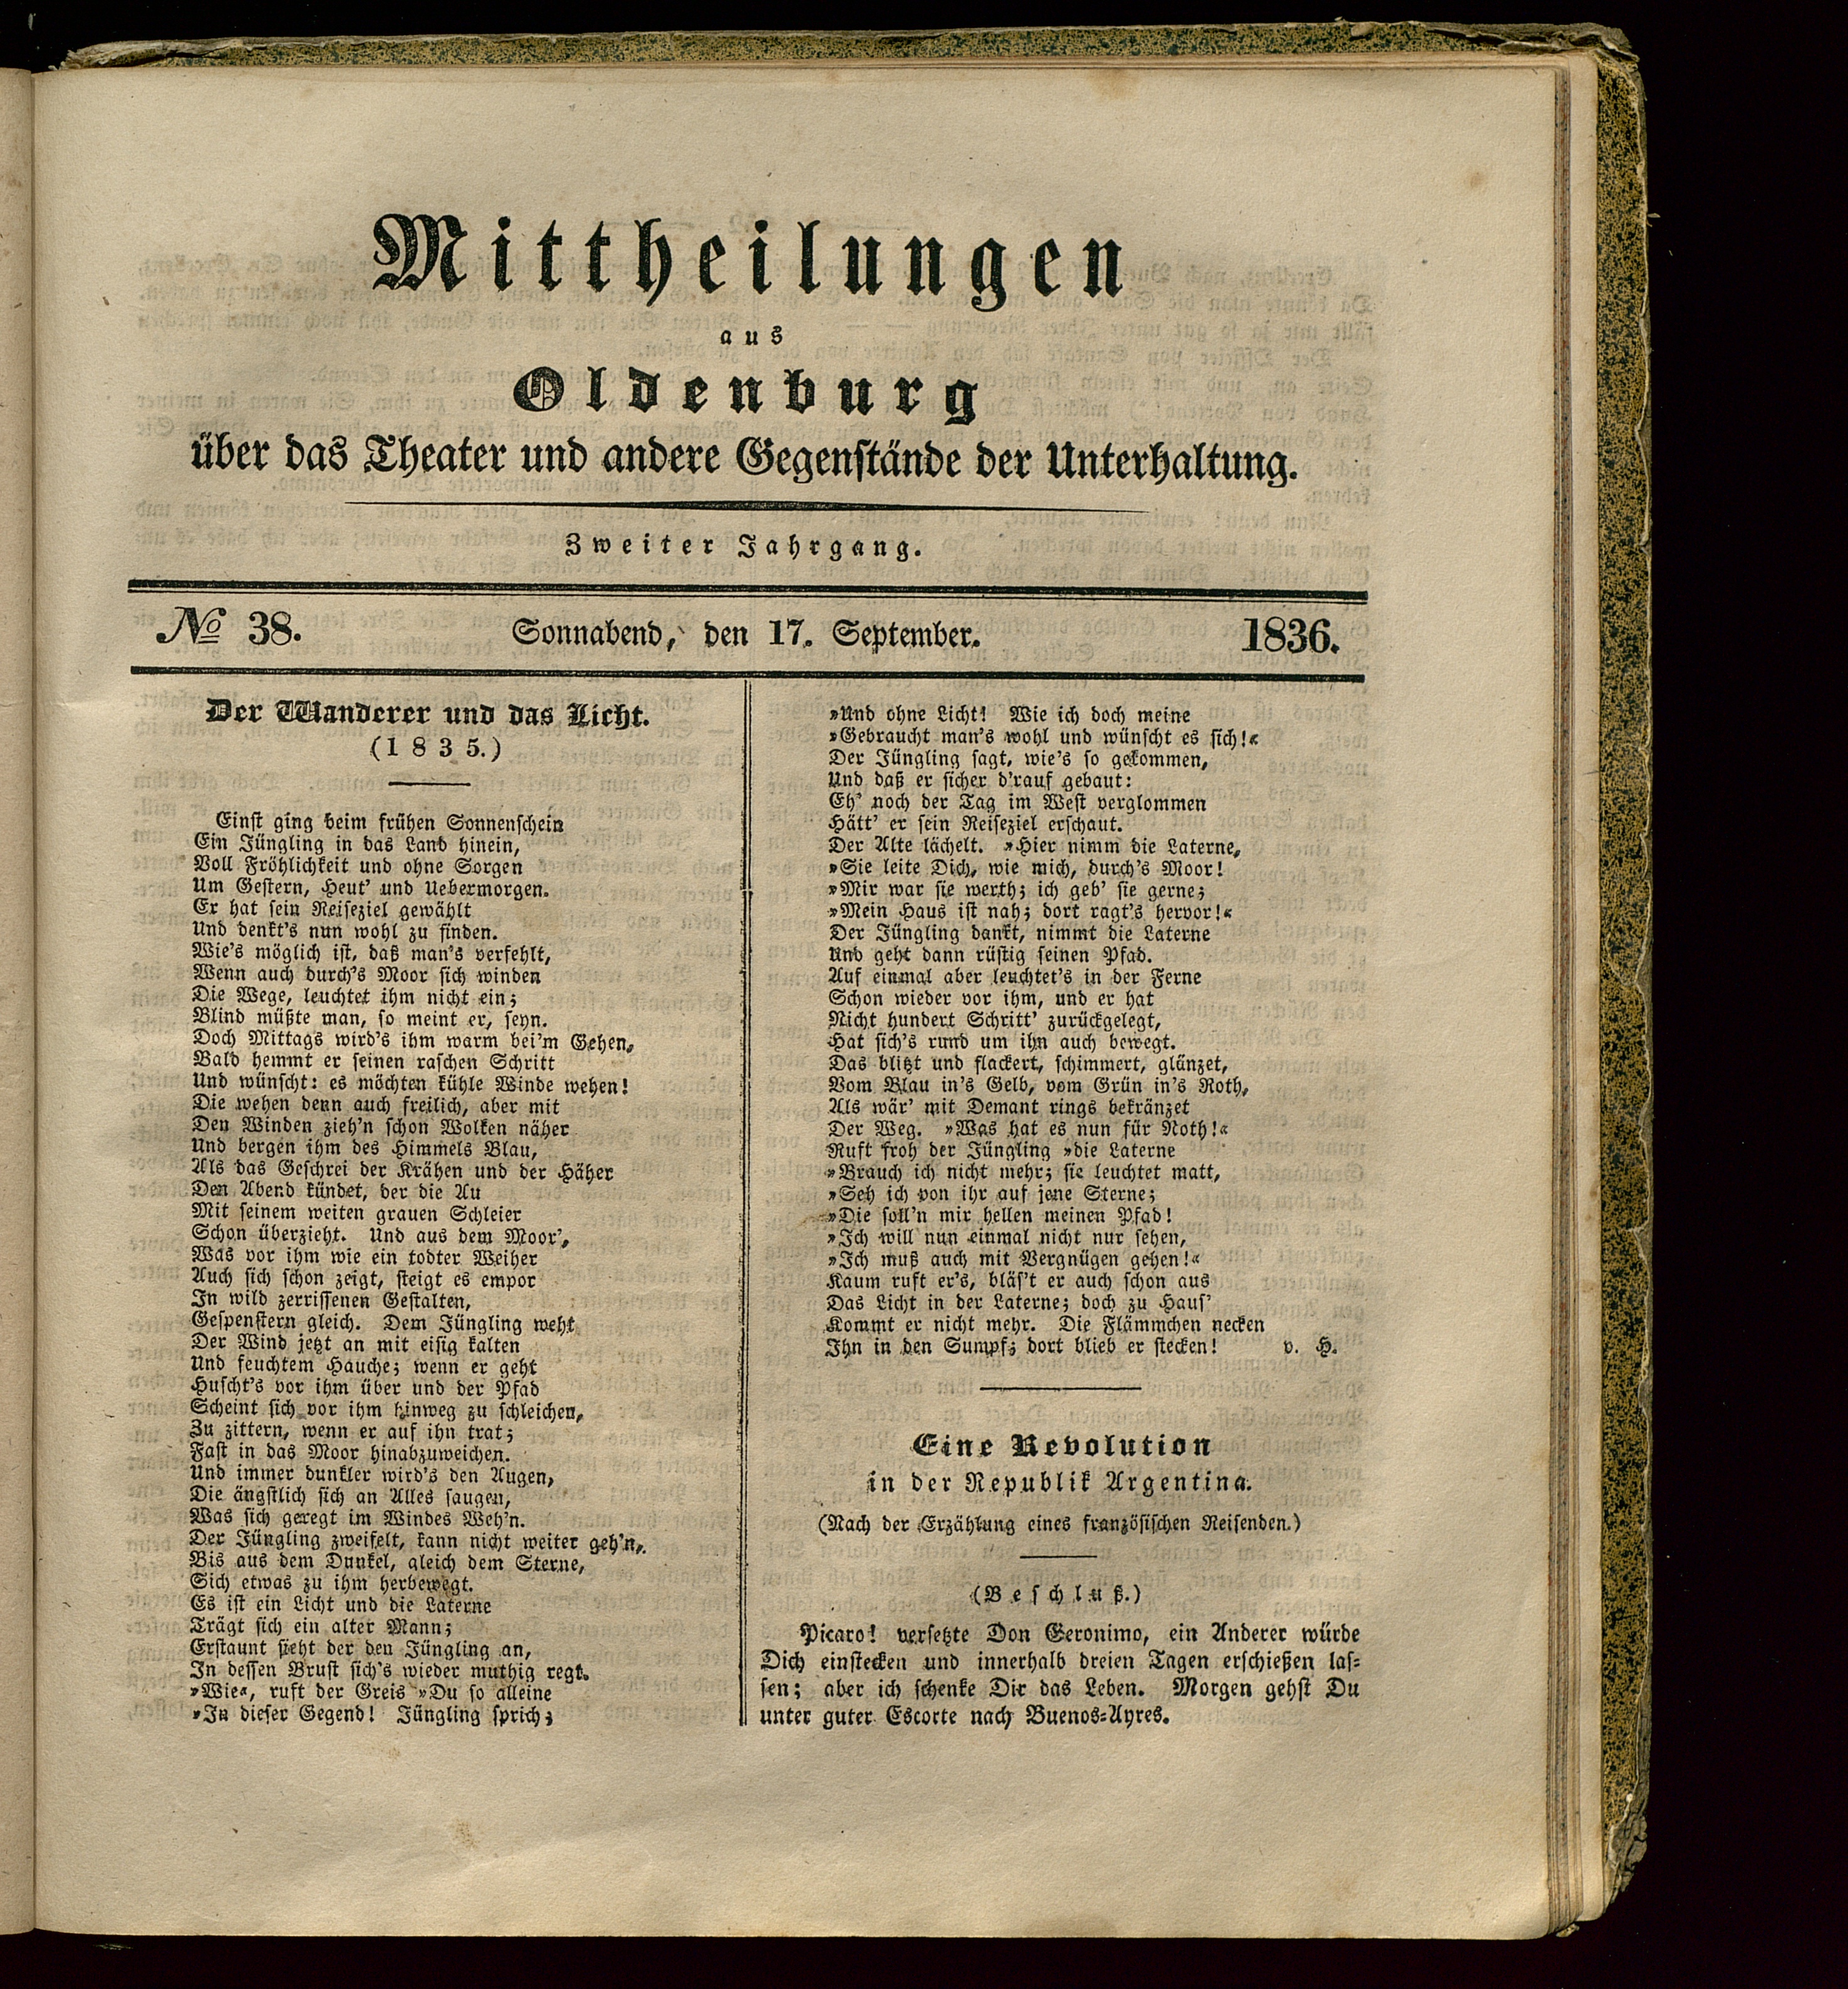 Mittheilungen
aus
Oldenburg
über das Theater und andere Gegenstände der Unterhaltung.
Zweiter Jahrgang.
No 38. Sonnabend, den 17. September. 1836.
Der Wanderer und das Licht.
(1835.)
Einst ging beim frühen Sonnenschein
Ein Jüngling in das Land hinein,
Voll Fröhlichkeit und ohne Sorgen
Um Gestern, Heut' und Uebermorgen.
Er hat sein Reiseziel gewählt
Und denkt's nun wohl zu finden.
Wie's möglich ist, daß man's verfehlt,
Wenn auch durch's Moor sich winden
Die Wege, leuchtet ihm nicht ein;
Blind müßte man, so meint er, seyn.
Doch Mittags wird's ihm warm bei'm Gehen,
Bald hemmt er seinen raschen Schritt
Und wünscht: es möchten kühle Winde wehen!
Die wehen denn auch freilich, aber mit
Den Winden zieh'n schon Wolken näher
Und bergen ihm des Himmels Blau,
Als das Geschrei der Krähen und der Häher
Den Abend kündet, der die Au
Mit seinem weiten grauen Schleier
Schon überzieht. Und aus dem Moor',
Was vor ihm wie ein todter Weiher
Auch sich schon zeigt, steigt es empor
In wild zerrissenen Gestalten,
Gespenstern gleich. Dem Jüngling weht
Der Wind jetzt an mit eisig kalten
Und feuchtem Hauche; wenn er geht
Huscht's vor ihm über und der Pfad
Scheint sich vor ihm hinweg zu schleichen,
Zu zittern, wenn er auf ihn trat;
Fast in das Moor hinabzuweichen.
Und immer dunkler wird's den Augen,
Die ängstlich sich an Alles saugen,
Was sich geregt im Windes Weh'n.
Der Jüngling zweifelt, kann nicht weiter geh'n,
Bis aus dem Dunkel, gleich dem Sterne,
Sich etwas zu ihm herbewegt.
Es ist ein Licht und die Laterne
Trägt sich ein alter Mann;
Erstaunt sieht der den Jüngling an,
In dessen Brust sich's wieder muthig regt.
»Wie«, ruft der Greis »Du so alleine
»In dieser Gegend! Jüngling sprich;
»Und ohne Licht! Wie ich doch meine
»Gebraucht man's wohl und wünscht es sich!«
Der Jüngling sagt, wie's so gekommen,
Und daß er sicher d'rauf gebaut:
Eh' noch der Tag im West verglommen
Hätt' er sein Reiseziel erschaut.
Der Alte lächelt. »Hier nimm die Laterne,
»Sie leite Dich, wie mich, durch's Moor!
»Mir war sie werth; ich geb' sie gerne;
»Mein Haus ist nah; dort ragt's hervor!«
Der Jüngling dankt, nimmt die Laterne
Und geht dann rüstig seinen Pfad.
Auf einmal aber leuchtet's in der Ferne
Schon wieder vor ihm, und er hat
Nicht hundert Schritt' zurückgelegt,
Hat sich's rund um ihn auch bewegt.
Das blitzt und flackert, schimmert, glänzet,
Vom Blau in's Gelb, vom Grün in's Roth,
Als wär' mit Demant rings bekränzet
Der Weg. »Was hat es nun für Noth!«
Ruft froh der Jüngling »die Laterne
»Brauch ich nicht mehr; sie leuchtet matt,
»Seh ich von ihr auf jene Sterne;
»Die soll'n mir hellen meinen Pfad!
»Ich will nun einmal nicht nur sehen,
»Ich muß auch mit Vergnügen gehen!«
Kaum ruft er's, bläs't er auch schon aus
Das Licht in der Laterne; doch zu Haus'
Kommt er nicht mehr. Die Flämmchen necken
Ihn in den Sumpf; dort blieb er stecken! v. H.
Eine Revolution
in der Republik Argentina.
(Nach der Erzählung eines französischen Reisenden.)
(Beschluß.)
Picaro! versetzte Don Geronimo, ein Anderer würde
Dich einstecken und innerhalb dreien Tagen erschießen las-
sen; aber ich schenke Dir das Leben. Morgen gehst Du
unter guter Escorte nach Buenos-Ayres.